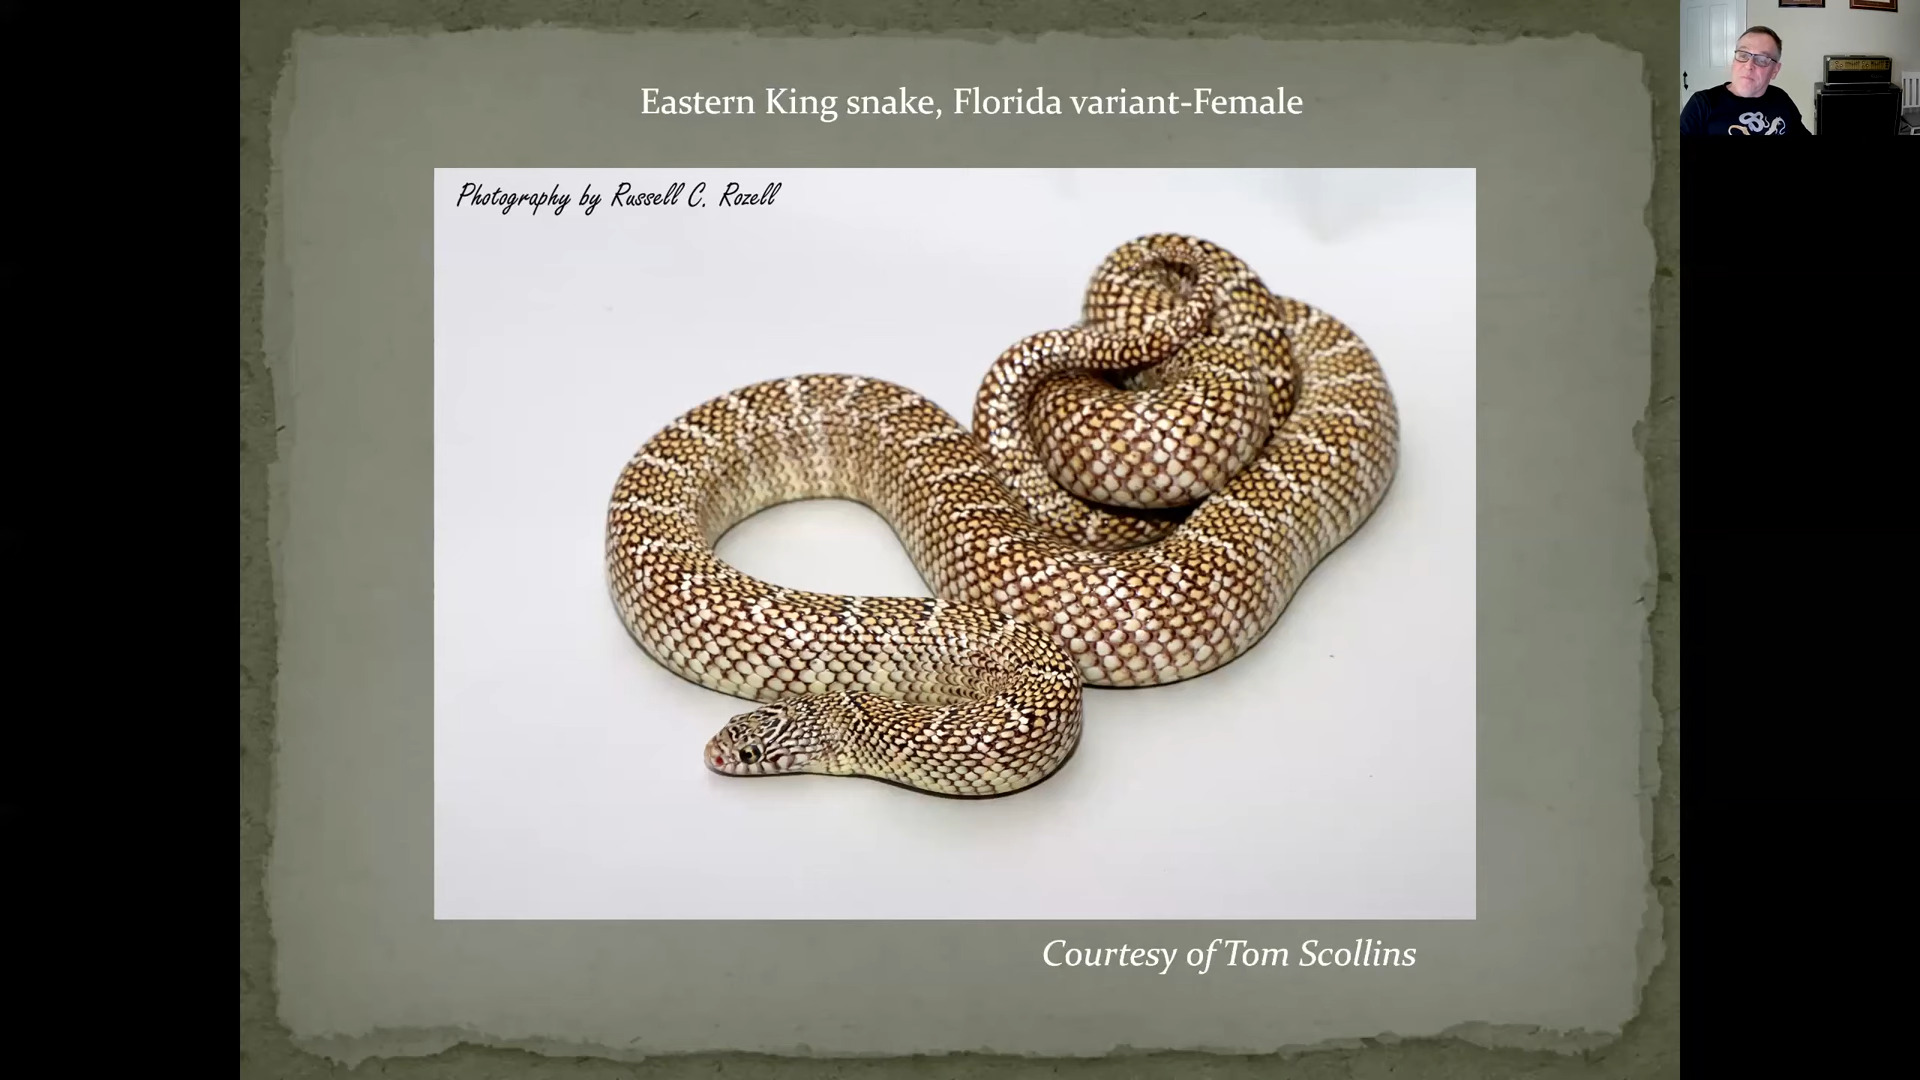 Eastern King snake, Florida variant-Female
Photography by Russell C. Rozell
Courtesy of Tom Scollins